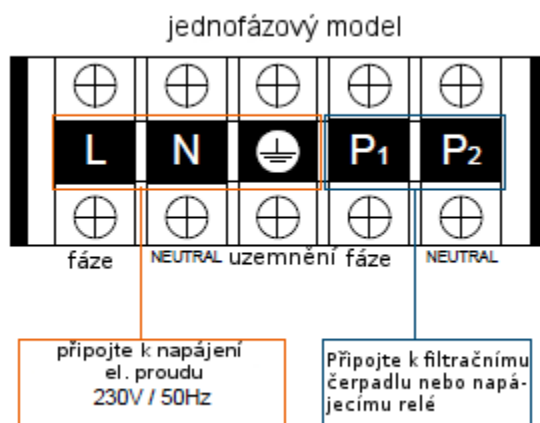 jednofázový model
L N P1 P2
fáze NEUTRAL uzemnění fáze NEUTRAL
připojte k napájení
el. proudu
230V / 50Hz
Připojte k filtračnímu
čerpadlu nebo napá-
jecímu relé